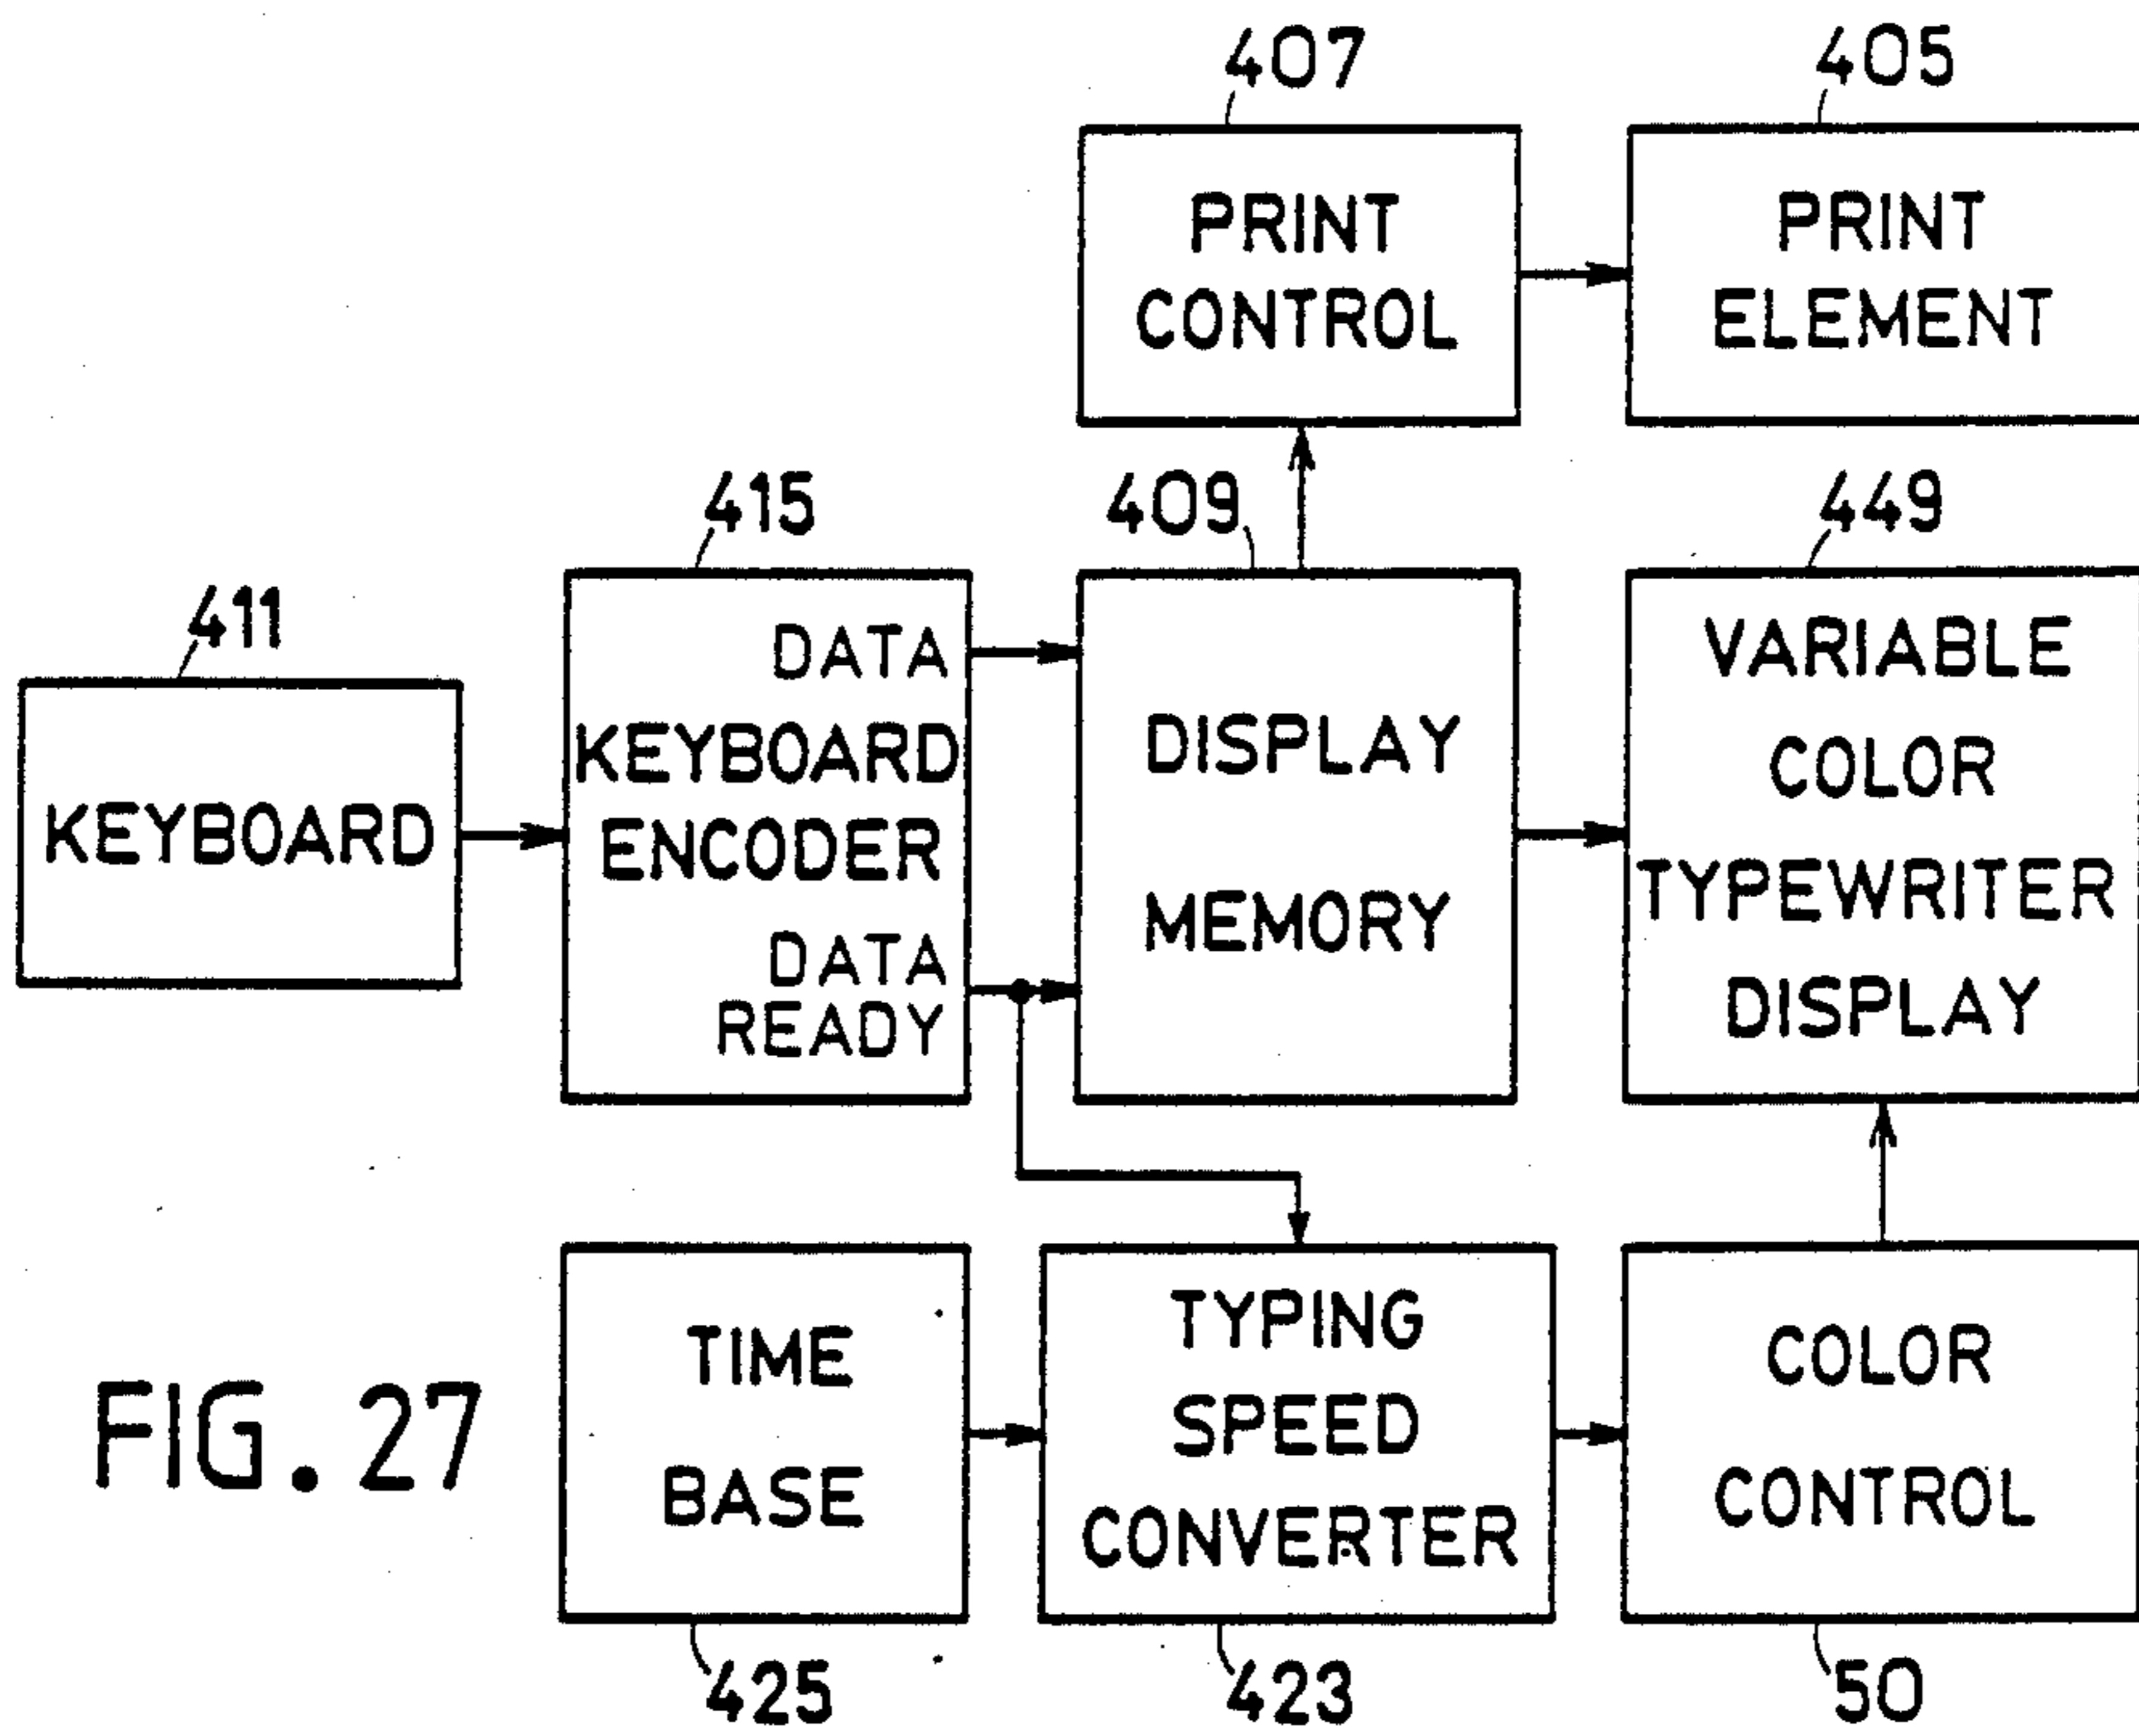 407
405
PRINT
CONTROL
PRINT
ELEMENT
415
409
449
411
KEYBOARD
DATA
KEYBOARD
ENCODER
DATA
READY
DISPLAY
MEMORY
VARIABLE
COLOR
TYPEWRITER
DISPLAY
FIG. 27
TIME
BASE
TYPING
SPEED
CONVERTER
COLOR
CONTROL
425
423
50